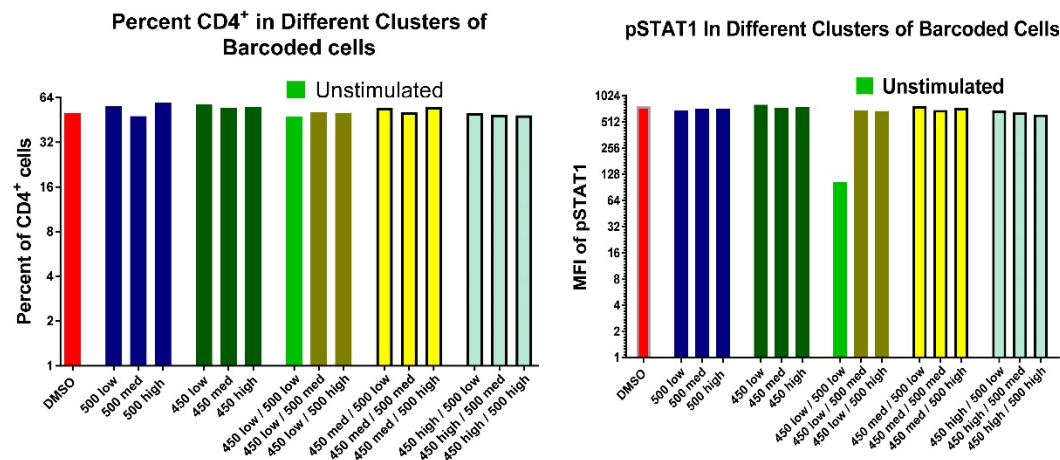 Percent CD4⁺ in Different Clusters of
Barcoded cells
Unstimulated
Percent of CD4⁺ cells
64
32
16
8
4
2
1
DMSO
500 low
500 med
500 high
450 low
450 med
450 high
450 low / 500 low
450 low / 500 med
450 low / 500 high
450 med / 500 low
450 med / 500 med
450 med / 500 high
450 high / 500 low
450 high / 500 med
450 high / 500 high
pSTAT1 In Different Clusters of Barcoded Cells
Unstimulated
MFI of pSTAT1
1024
512
256
128
64
32
16
8
4
2
1
DMSO
500 low
500 med
500 high
450 low
450 med
450 high
450 low / 500 low
450 low / 500 med
450 low / 500 high
450 med / 500 low
450 med / 500 med
450 med / 500 high
450 high / 500 low
450 high / 500 med
450 high / 500 high